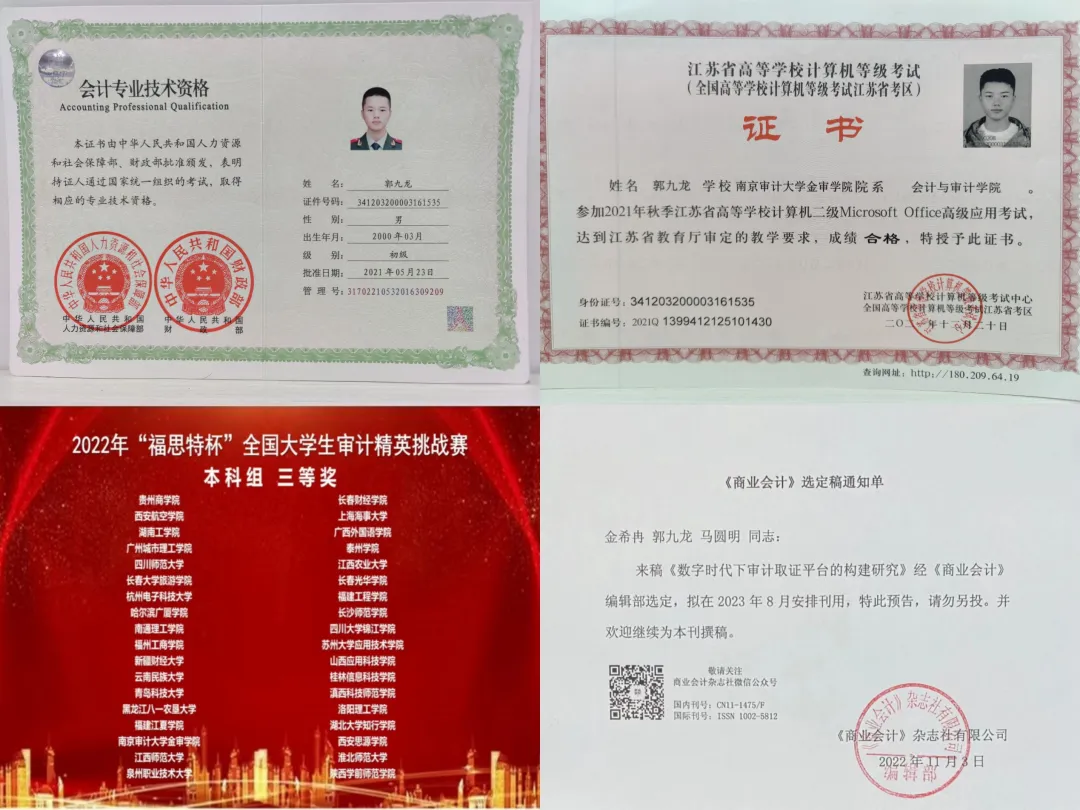 会计专业技术资格
Accounting Professional Qualification
本证书由中华人民共和国人力资源
和社会保障部、财政部批准颁发，表明
持证人通过国家统一组织的考试，取得
相应的专业技术资格。
中华人民共和国
人力资源和社会保障部
中华人民共和国
财政部
姓名：郭九龙
证件号码：341203200003161535
性别：男
出生年月：2000年03月
级别：初级
批准日期：2021年05月23日
管理号：31702210532016309209
江苏省高等学校计算机等级考试
（全国高等学校计算机等级考试江苏省考区）
证书
姓名 郭九龙 学校 南京审计大学金审学院 院系 会计与审计学院 。
参加2021年秋季江苏省高等学校计算机二级Microsoft Office高级应用考试，
达到江苏省教育厅审定的教学要求，成绩 合格，特授予此证书。
身份证号：341203200003161535
证书编号：2021Q 1399412125101430
江苏省高等学校计算机等级考试中心
全国高等学校计算机等级考试江苏省考区
查询网址：http://180.209.64.19
2022年“福思特杯”全国大学生审计精英挑战赛
本科组 三等奖
贵州商学院 长春财经学院
西安航空学院 上海海事大学
湖南工学院 广西外国语学院
广州城市理工学院 泰州学院
四川师范大学 江西农业大学
长春大学旅游学院 长春光华学院
杭州电子科技大学 福建工程学院
哈尔滨广厦学院 长沙师范学院
南通理工学院 四川大学锦江学院
福州工商学院 苏州大学应用技术学院
新疆财经大学 山西应用科技学院
云南民族大学 桂林信息科技学院
青岛科技大学 滇西科技师范学院
黑龙江八一农垦大学 洛阳理工学院
福建江夏学院 湖北大学知行学院
南京审计大学金审学院 西安思源学院
江西师范大学 淮北师范大学
泉州职业技术大学 陕西学前师范学院
《商业会计》选定稿通知单
金希冉 郭九龙 马圆明 同志：
来稿《数字时代下审计取证平台的构建研究》经《商业会计》
编辑部选定，拟在 2023 年 8 月安排刊用，特此预告，请勿另投。并
欢迎继续为本刊撰稿。
敬请关注
商业会计杂志社微信公众号
国内刊号：CN11-1475/F
国际刊号：ISSN 1002-5812
《商业会计》杂志社有限公司
2022 年 11 月 3 日